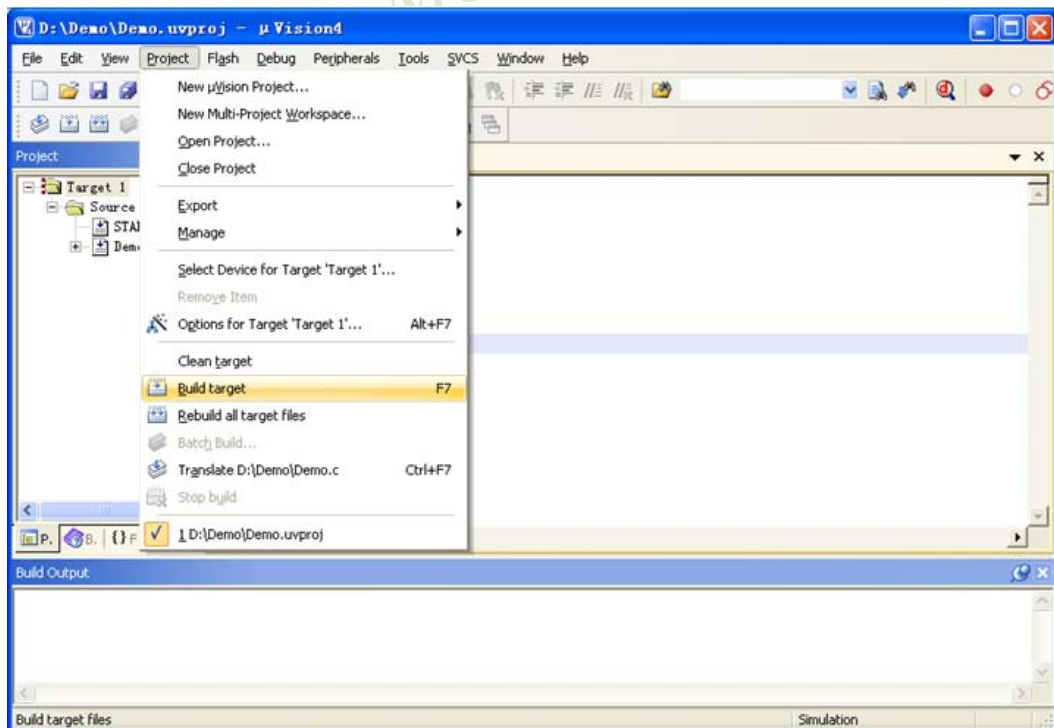 D:\Demo\Demo.uvproj - μVision4
File Edit View Project Flash Debug Peripherals Tools SVCS Window Help
New μVision Project...
New Multi-Project Workspace...
Open Project...
Close Project
Export
Manage
Select Device for Target 'Target 1'...
Remove Item
Options for Target 'Target 1'... Alt+F7
Clean target
Build target F7
Rebuild all target files
Batch Build...
Translate D:\Demo\Demo.c Ctrl+F7
Stop build
1 D:\Demo\Demo.uvproj
Project
Target 1
Source
P. B. {} F
Build Output
Build target files Simulation